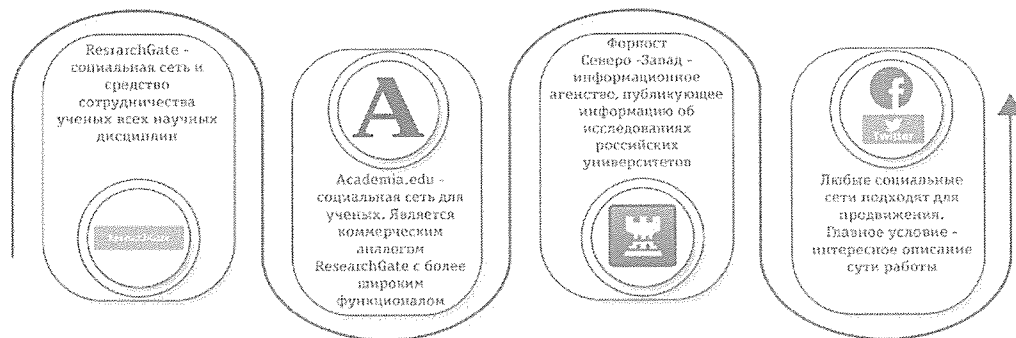 ResearchGate -
социальная сеть и
средство
сотрудничества
ученых всех научных
дисциплин
A
Academia.edu -
социальная сеть для
ученых. Является
коммерческим
аналогом
ResearchGate с более
широким
функционалом
Форпост
Северо -Запад -
информационное
агенство, публикующее
информацию об
исследованиях
российских
университетов
f
Twitter
Любые социальные
сети подходят для
продвижения.
Главное условие -
интересное описание
сути работы